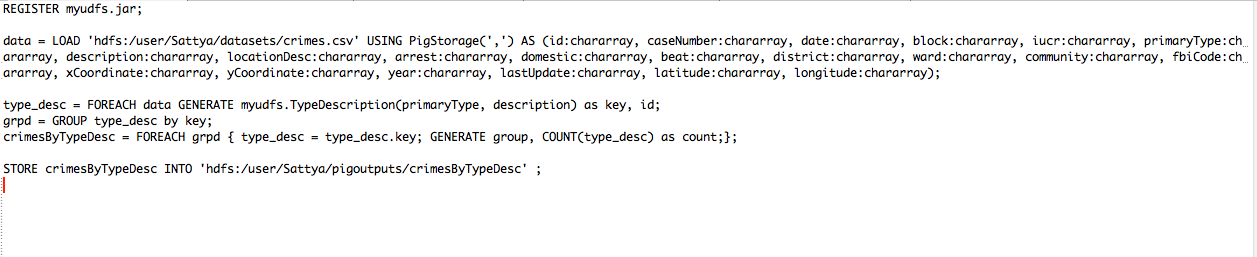 REGISTER myudfs.jar;
data = LOAD 'hdfs:/user/Sattya/datasets/crimes.csv' USING PigStorage(',') AS (id:chararray, caseNumber:chararray, date:chararray, block:chararray, iucr:chararray, primaryType:ch
ararray, description:chararray, locationDesc:chararray, arrest:chararray, domestic:chararray, beat:chararray, district:chararray, ward:chararray, community:chararray, fbiCode:ch
ararray, xCoordinate:chararray, yCoordinate:chararray, year:chararray, lastUpdate:chararray, latitude:chararray, longitude:chararray);
type_desc = FOREACH data GENERATE myudfs.TypeDescription(primaryType, description) as key, id;
grpd = GROUP type_desc by key;
crimesByTypeDesc = FOREACH grpd { type_desc = type_desc.key; GENERATE group, COUNT(type_desc) as count;};
STORE crimesByTypeDesc INTO 'hdfs:/user/Sattya/pigoutputs/crimesByTypeDesc' ;